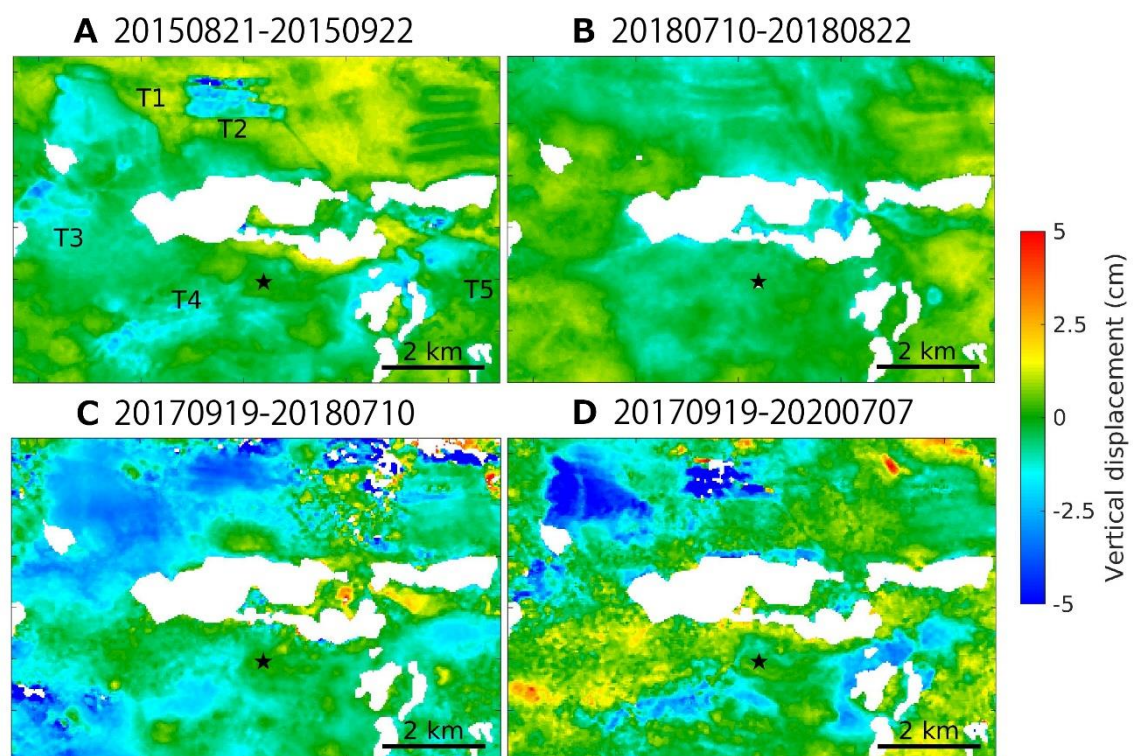 A 20150821-20150922
B 20180710-20180822
T1
T2
T3
T4
T5
2 km
2 km
C 20170919-20180710
D 20170919-20200707
2 km
2 km
5
2.5
0
-2.5
-5
Vertical displacement (cm)